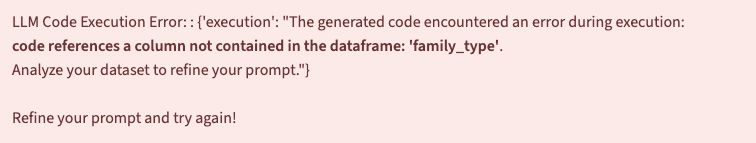 LLM Code Execution Error: : {'execution': "The generated code encountered an error during execution:
code references a column not contained in the dataframe: 'family_type'.
Analyze your dataset to refine your prompt."}
Refine your prompt and try again!